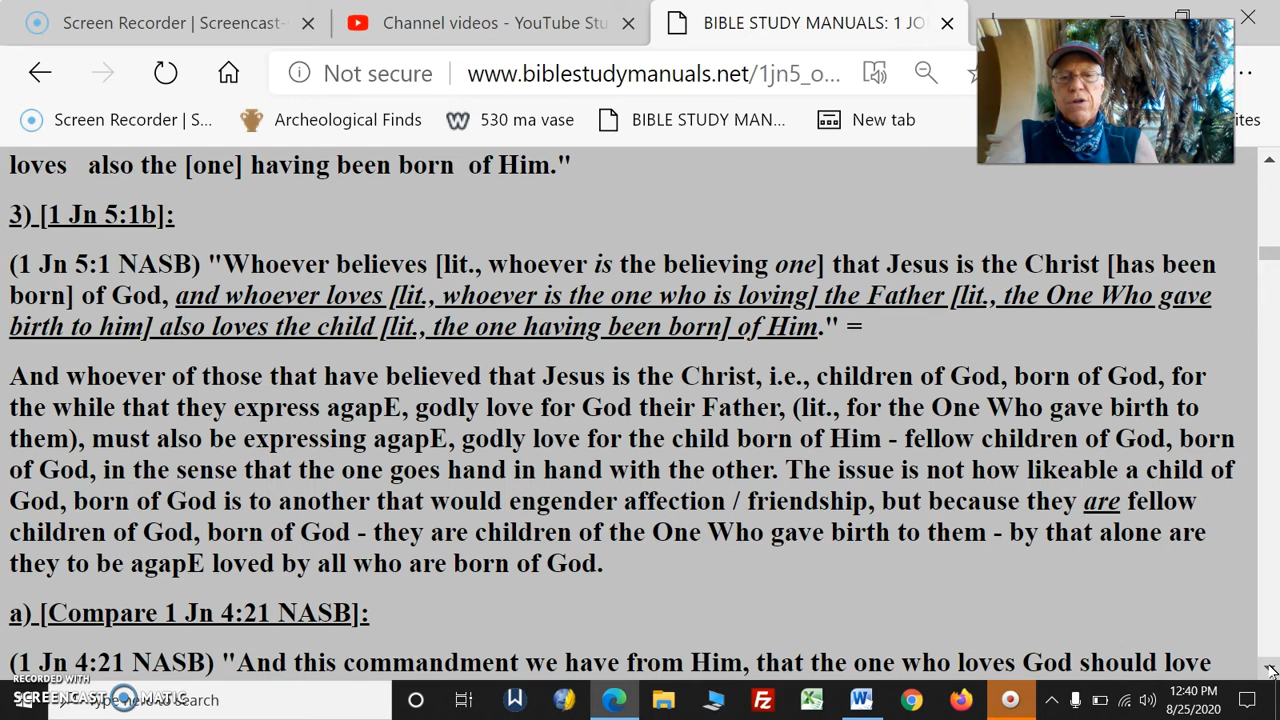 Screen Recorder | Screencast-
Channel videos - YouTube Stu
BIBLE STUDY MANUALS: 1 JO
Not secure
www.biblestudymanuals.net/1jn5_o...
Screen Recorder | S...
Archeological Finds
530 ma vase
BIBLE STUDY MAN...
New tab
loves also the [one] having been born of Him."
3) [1 Jn 5:1b]:
(1 Jn 5:1 NASB) "Whoever believes [lit., whoever is the believing one] that Jesus is the Christ [has been
born] of God, and whoever loves [lit., whoever is the one who is loving] the Father [lit., the One Who gave
birth to him] also loves the child [lit., the one having been born] of Him." =
And whoever of those that have believed that Jesus is the Christ, i.e., children of God, born of God, for
the while that they express agapE, godly love for God their Father, (lit., for the One Who gave birth to
them), must also be expressing agapE, godly love for the child born of Him - fellow children of God, born
of God, in the sense that the one goes hand in hand with the other. The issue is not how likeable a child of
God, born of God is to another that would engender affection / friendship, but because they are fellow
children of God, born of God - they are children of the One Who gave birth to them - by that alone are
they to be agapE loved by all who are born of God.
a) [Compare 1 Jn 4:21 NASB]:
(1 Jn 4:21 NASB) "And this commandment we have from Him, that the one who loves God should love
RECORDED WITH
SCREENCAST-O-MATIC
here to search
12:40 PM
8/25/2020